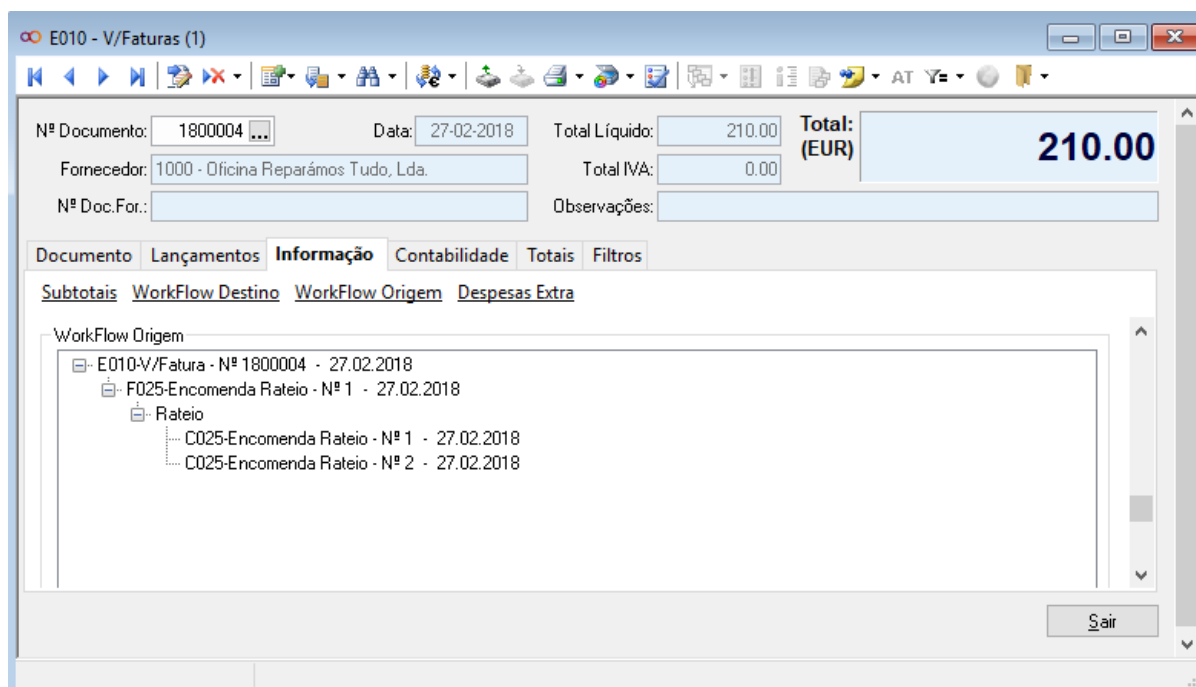 E010 - V/Faturas (1)
AT Y=
Nº Documento: 1800004 ... Data: 27-02-2018 Total Líquido: 210.00 Total: (EUR) 210.00
Fornecedor: 1000 - Oficina Reparámos Tudo, Lda. Total IVA: 0.00
Nº Doc.For.: Observações:
Documento Lançamentos Informação Contabilidade Totais Filtros
Subtotais WorkFlow Destino WorkFlow Origem Despesas Extra
WorkFlow Origem
E010-V/Fatura - Nº 1800004 - 27.02.2018
F025-Encomenda Rateio - Nº 1 - 27.02.2018
Rateio
C025-Encomenda Rateio - Nº 1 - 27.02.2018
C025-Encomenda Rateio - Nº 2 - 27.02.2018
Sair